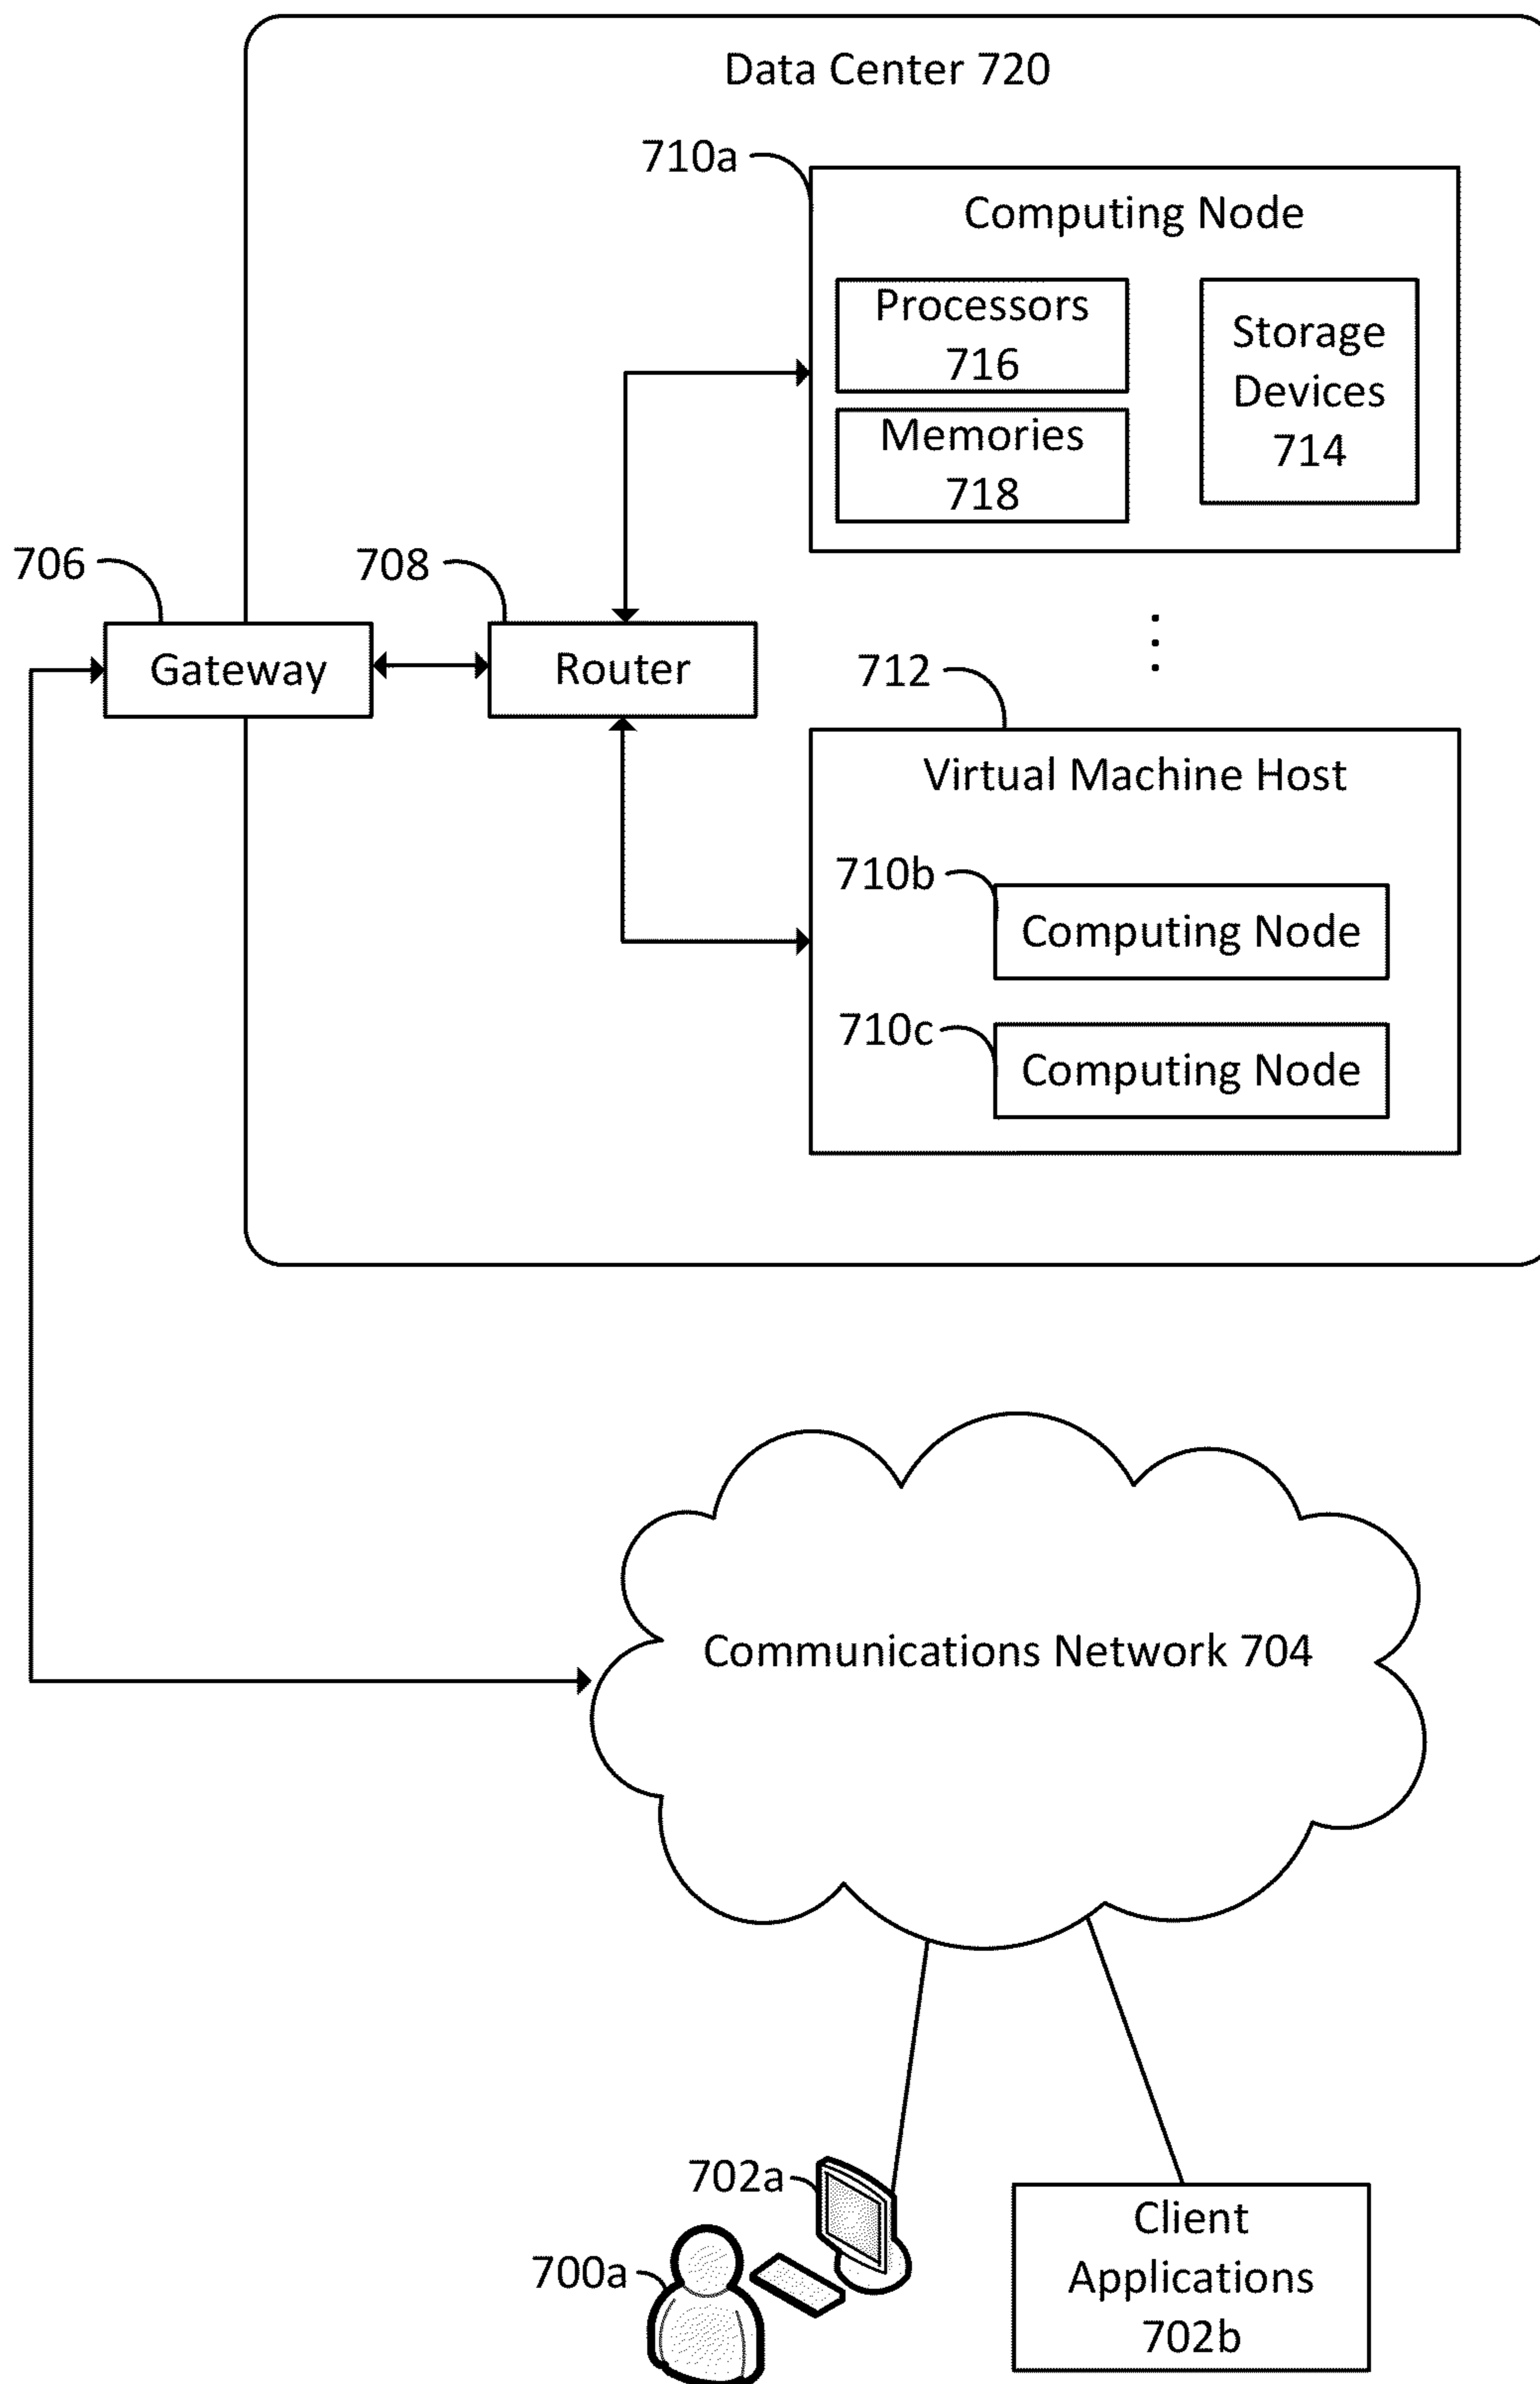 Data Center 720
710a
Computing Node
Processors
716
Storage
Devices
714
Memories
718
706
708
Gateway
Router
712
Virtual Machine Host
710b
Computing Node
710c
Computing Node
Communications Network 704
702a
700a
Client
Applications
702b